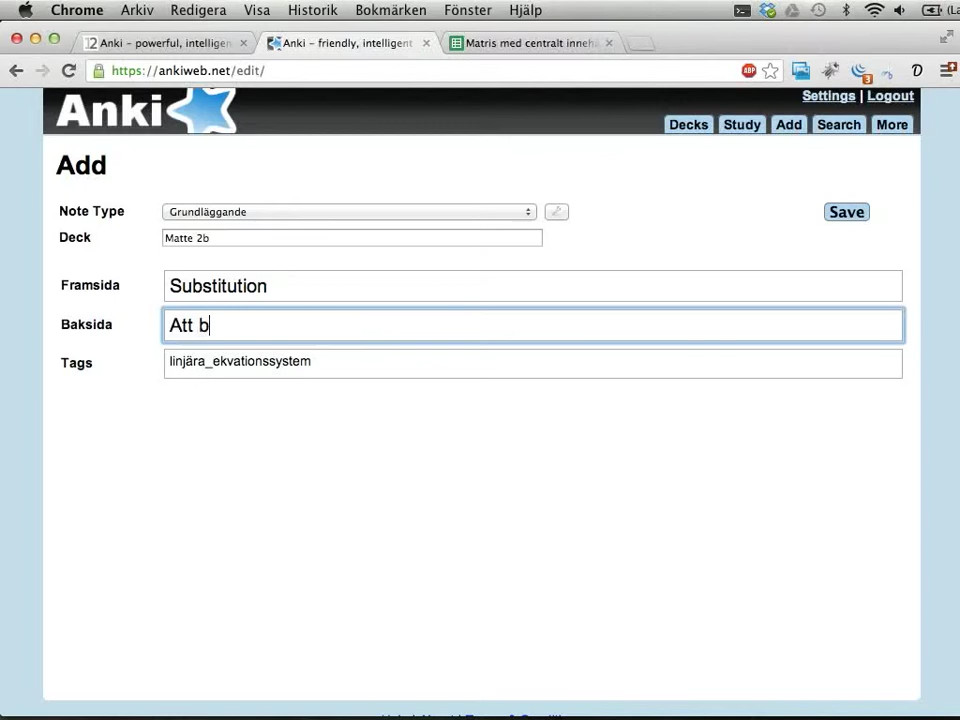 Chrome Arkiv Redigera Visa Historik Bokmärken Fönster Hjälp
Anki - powerful, intelligen
Anki - friendly, intelligent
Matris med centralt inneh
https://ankiweb.net/edit/
ABP
3
Anki
Settings | Logout
Decks Study Add Search More
Add
Note Type Grundläggande Save
Deck Matte 2b
Framsida Substitution
Baksida Att b
Tags linjära_ekvationssystem